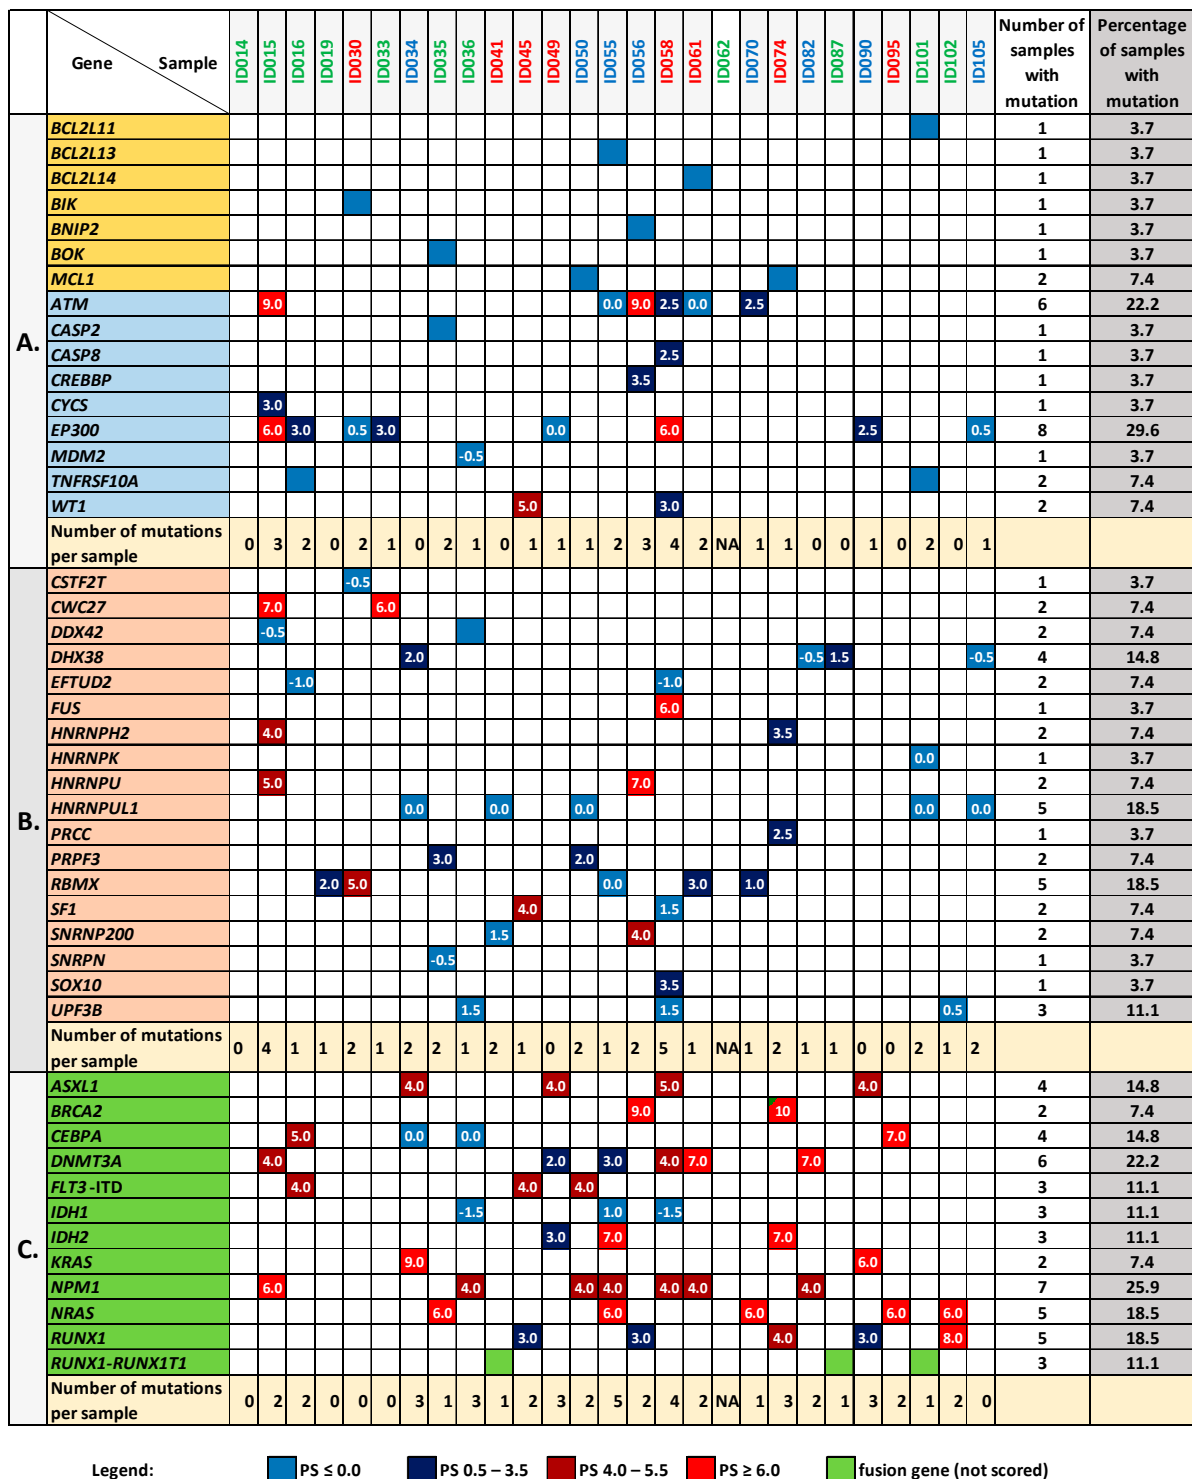 Gene Sample ID014 ID015 ID016 ID019 ID030 ID033 ID034 ID035 ID036 ID041 ID045 ID049 ID050 ID055 ID056 ID058 ID061 ID062 ID070 ID074 ID082 ID087 ID090 ID095 ID101 ID102 ID105 Number of samples with mutation Percentage of samples with mutation
A.
BCL2L11 1 3.7
BCL2L13 1 3.7
BCL2L14 1 3.7
BIK 1 3.7
BNIP2 1 3.7
BOK 1 3.7
MCL1 2 7.4
ATM 9.0 0.0 9.0 2.5 0.0 2.5 6 22.2
CASP2 1 3.7
CASP8 2.5 1 3.7
CREBBP 3.5 1 3.7
CYCS 3.0 1 3.7
EP300 6.0 3.0 0.5 3.0 0.0 6.0 2.5 0.5 8 29.6
MDM2 -0.5 1 3.7
TNFRSF10A 2 7.4
WT1 5.0 3.0 2 7.4
Number of mutations per sample 0 3 2 0 2 1 0 2 1 0 1 1 1 2 3 4 2 NA 1 1 0 0 1 0 2 0 1
B.
CSTF2T -0.5 1 3.7
CWC27 7.0 6.0 2 7.4
DDX42 -0.5 2 7.4
DHX38 2.0 -0.5 1.5 -0.5 4 14.8
EFTUD2 -1.0 -1.0 2 7.4
FUS 6.0 1 3.7
HNRNPH2 4.0 3.5 2 7.4
HNRNPK 0.0 1 3.7
HNRNPU 5.0 7.0 2 7.4
HNRNPUL1 0.0 0.0 0.0 0.0 0.0 5 18.5
PRCC 2.5 1 3.7
PRPF3 3.0 2.0 2 7.4
RBMX 2.0 5.0 0.0 3.0 1.0 5 18.5
SF1 4.0 1.5 2 7.4
SNRNP200 1.5 4.0 2 7.4
SNRPN -0.5 1 3.7
SOX10 3.5 1 3.7
UPF3B 1.5 1.5 0.5 3 11.1
Number of mutations per sample 0 4 1 1 2 1 2 2 1 2 1 0 2 1 2 5 1 NA 1 2 1 1 0 0 2 1 2
C.
ASXL1 4.0 4.0 5.0 4.0 4 14.8
BRCA2 9.0 10 2 7.4
CEBPA 5.0 0.0 0.0 7.0 4 14.8
DNMT3A 4.0 2.0 3.0 4.0 7.0 7.0 6 22.2
FLT3-ITD 4.0 4.0 4.0 3 11.1
IDH1 -1.5 1.0 -1.5 3 11.1
IDH2 3.0 7.0 7.0 3 11.1
KRAS 9.0 6.0 2 7.4
NPM1 6.0 4.0 4.0 4.0 4.0 4.0 4.0 7 25.9
NRAS 6.0 6.0 6.0 6.0 6.0 5 18.5
RUNX1 3.0 3.0 4.0 3.0 8.0 5 18.5
RUNX1-RUNX1T1 3 11.1
Number of mutations per sample 0 2 2 0 0 0 3 1 3 1 2 3 2 5 2 4 2 NA 1 3 2 1 3 2 1 2 0
Legend: PS ≤ 0.0 PS 0.5 – 3.5 PS 4.0 – 5.5 PS ≥ 6.0 fusion gene (not scored)